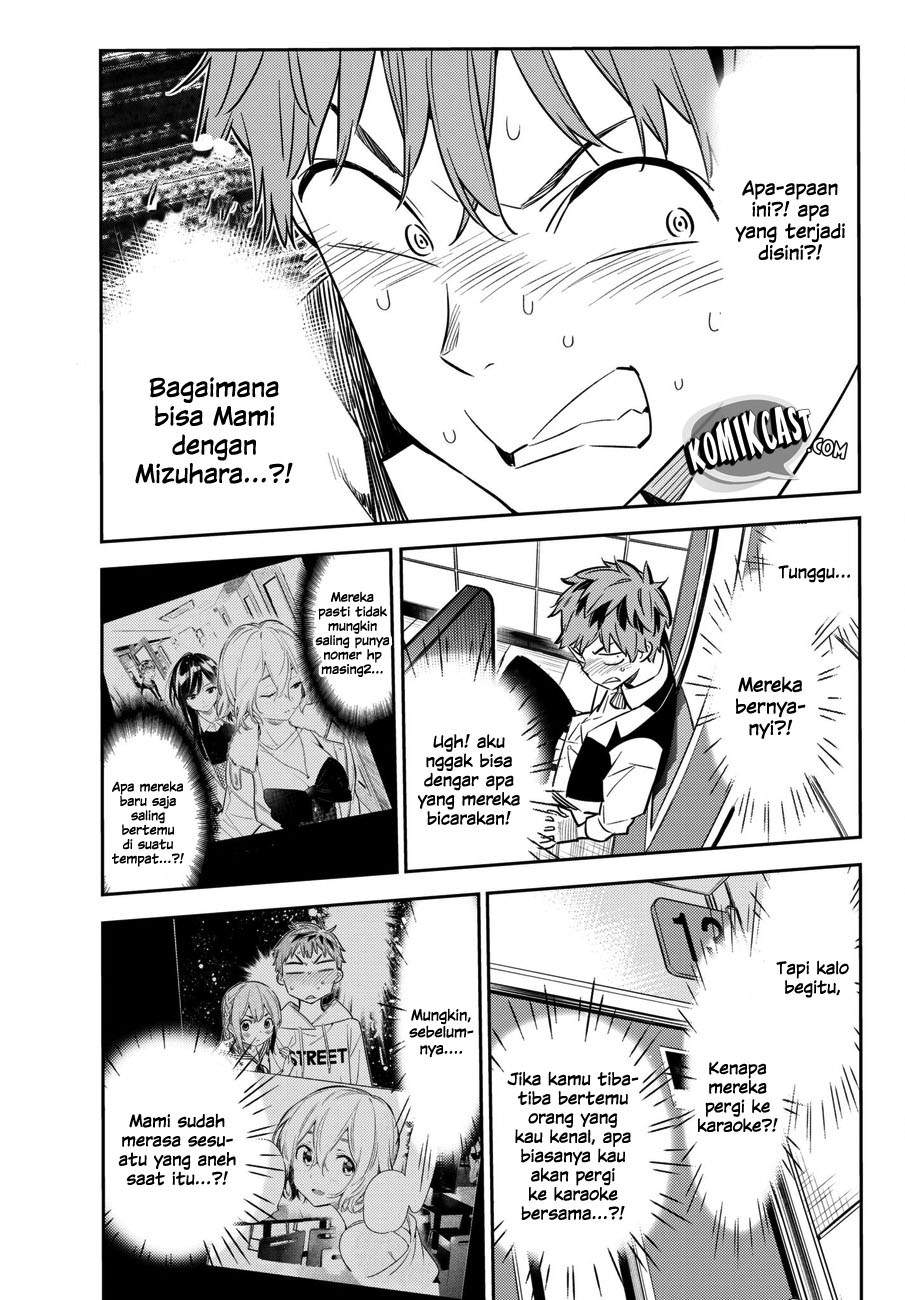 Apa-apaan
ini?! apa
yang terjadi
disini?!
Bagaimana
bisa Mami
dengan
Mizuhara...?!
KOMIKCAST
.COM
Tunggu...
Mereka
bernya-
nyi?!
Ugh! aku
nggak bisa
dengar apa
yang mereka
bicarakan!
Mereka
pasti tidak
mungkin
saling punya
nomer hp
masing2...
Apa mereka
baru saja
saling
bertemu
di suatu
tempat...?!
13
Tapi kalo
begitu,
Kenapa
mereka
pergi ke
karaoke?!
Jika kamu tiba-
tiba bertemu
orang yang
kau kenal, apa
biasanya kau
akan pergi
ke karaoke
bersama...?!
Mungkin,
sebelum-
nya....
STREET
Mami sudah
merasa sesu-
atu yang aneh
saat itu...?!